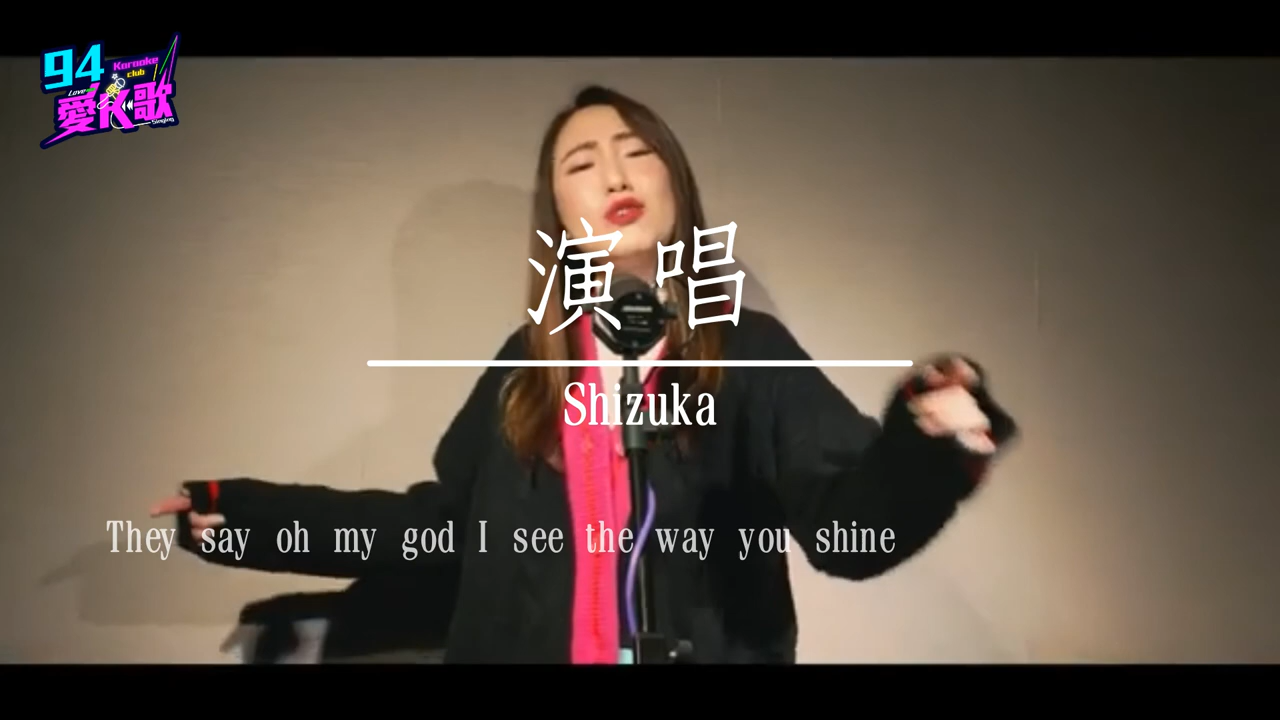 94
Karaoke
club
Love
愛K歌
Singing
演唱
Shizuka
They say oh my god I see the way you shine